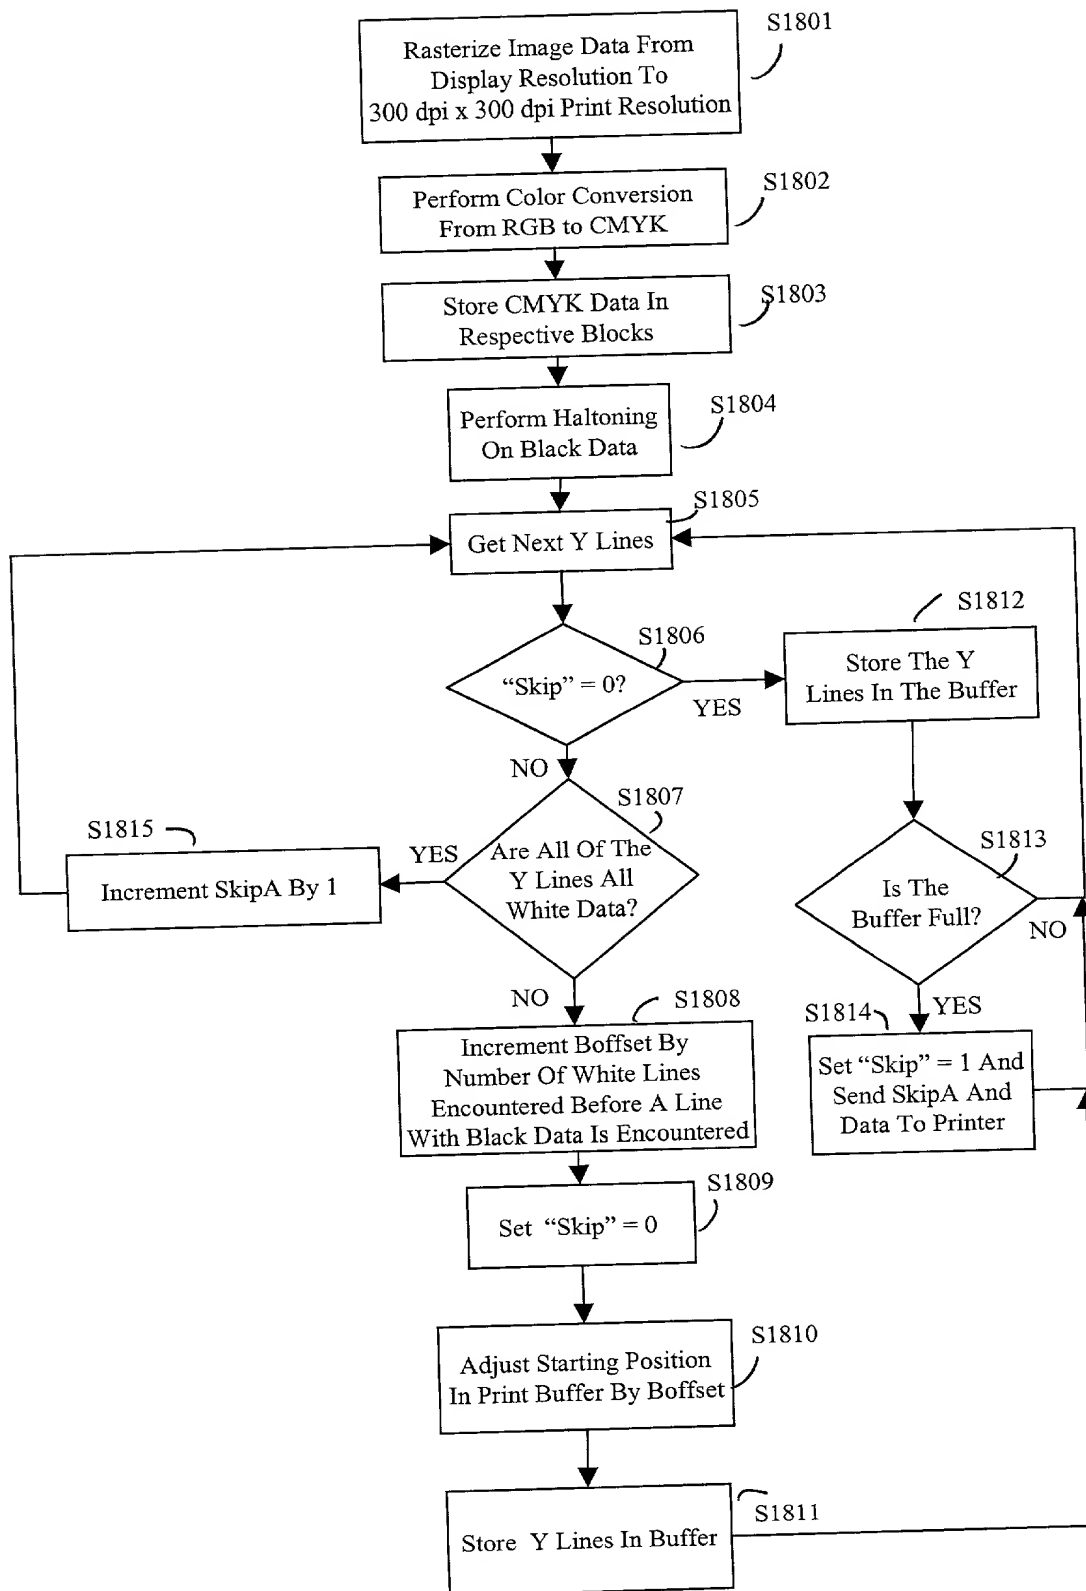 S1801
Rasterize Image Data From
Display Resolution To
300 dpi x 300 dpi Print Resolution
S1802
Perform Color Conversion
From RGB to CMYK
S1803
Store CMYK Data In
Respective Blocks
S1804
Perform Haltoning
On Black Data
S1805
Get Next Y Lines
S1806
"Skip" = 0?
YES
NO
S1812
Store The Y
Lines In The Buffer
S1807
Are All Of The
Y Lines All
White Data?
YES
NO
S1815
Increment SkipA By 1
S1813
Is The
Buffer Full?
NO
YES
S1814
Set "Skip" = 1 And
Send SkipA And
Data To Printer
S1808
Increment Boffset By
Number Of White Lines
Encountered Before A Line
With Black Data Is Encountered
S1809
Set "Skip" = 0
S1810
Adjust Starting Position
In Print Buffer By Boffset
S1811
Store Y Lines In Buffer